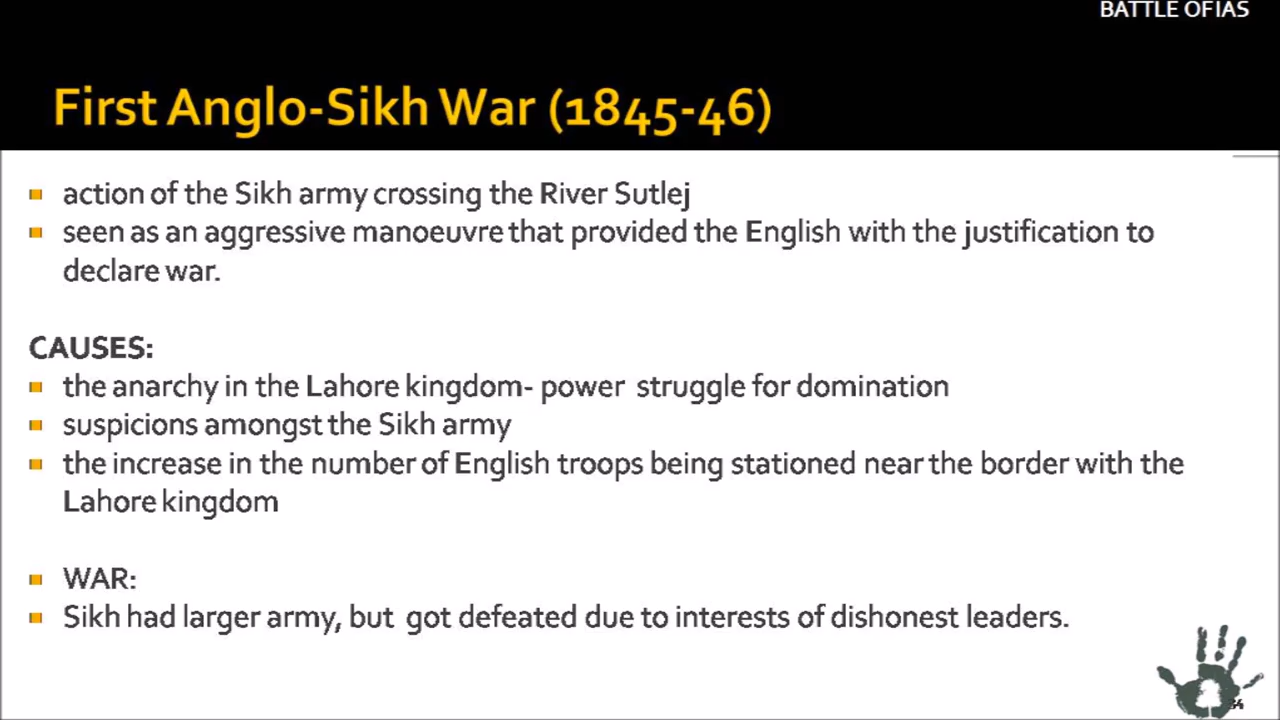 BATTLE OF IAS
First Anglo-Sikh War (1845-46)
action of the Sikh army crossing the River Sutlej
seen as an aggressive manoeuvre that provided the English with the justification to
declare war.
CAUSES:
the anarchy in the Lahore kingdom- power struggle for domination
suspicions amongst the Sikh army
the increase in the number of English troops being stationed near the border with the
Lahore kingdom
WAR:
Sikh had larger army, but got defeated due to interests of dishonest leaders.